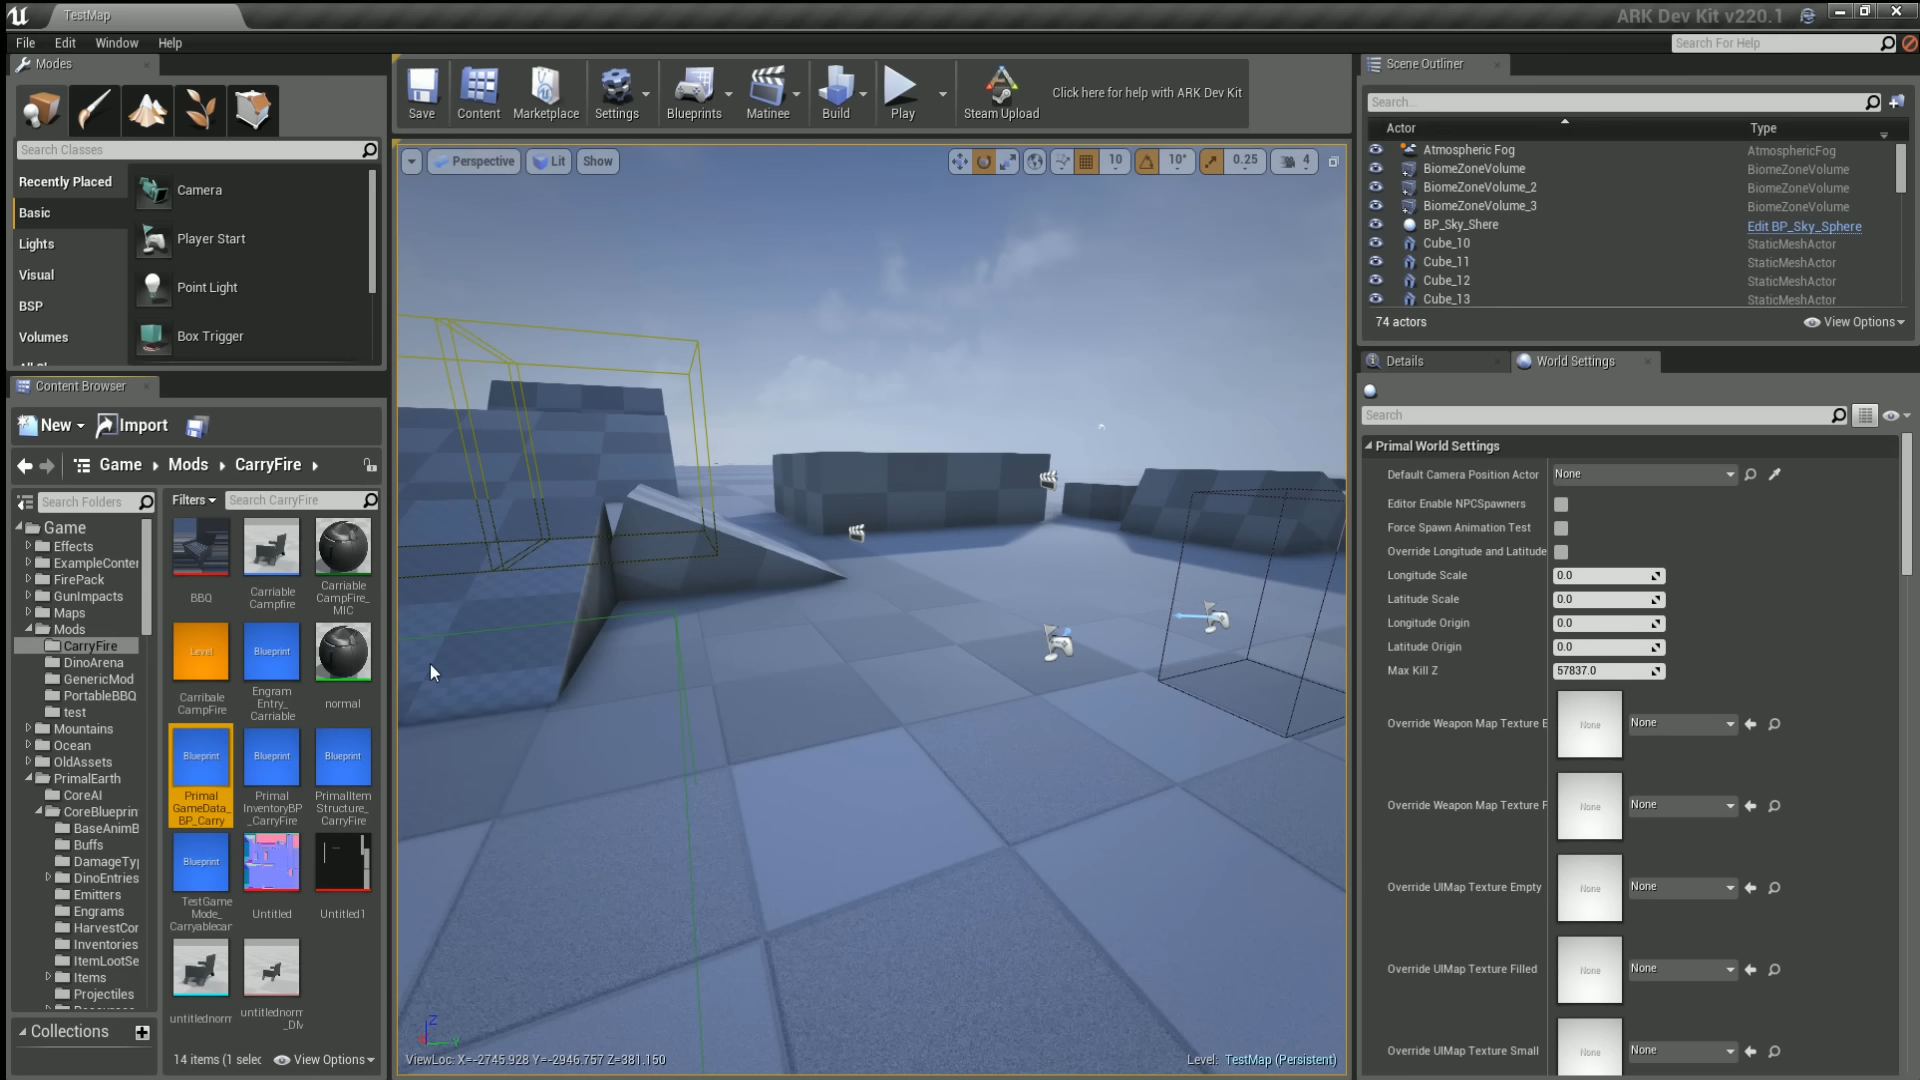 TestMap
ARK Dev Kit v220.1
File Edit Window Help
Search For Help
Modes
Search Classes
Recently Placed
Basic
Lights
Visual
BSP
Volumes
Camera
Player Start
Point Light
Box Trigger
Save
Content
Marketplace
Settings
Blueprints
Matinee
Build
Play
Steam Upload
Click here for help with ARK Dev Kit
Perspective
Lit
Show
10
10°
0.25
4
Scene Outliner
Search...
Actor Type
Atmospheric Fog AtmosphericFog
BiomeZoneVolume BiomeZoneVolume
BiomeZoneVolume_2 BiomeZoneVolume
BiomeZoneVolume_3 BiomeZoneVolume
BP_Sky_Shere Edit BP_Sky_Sphere
Cube_10 StaticMeshActor
Cube_11 StaticMeshActor
Cube_12 StaticMeshActor
Cube_13 StaticMeshActor
74 actors
View Options
Content Browser
New
Import
Game Mods CarryFire
Search Folders
Filters
Search CarryFire
Game
Effects
ExampleConter
FirePack
GunImpacts
Maps
Mods
CarryFire
DinoArena
GenericMod
PortableBBQ
test
Mountains
Ocean
OldAssets
PrimalEarth
CoreAI
CoreBlueprin
BaseAnimB
Buffs
DamageTyp
DinoEntries
Emitters
Engrams
HarvestCor
Inventories
ItemLootSe
Items
Projectiles
Collections
BBQ
Carriable
Campfire
Carriable
CampFire_
MIC
Level
Carribale
CampFire
Blueprint
Engram
Entry_
Carriable
normal
Blueprint
Primal
GameData_
BP_Carry
Blueprint
Primal
InventoryBP
_CarryFire
Blueprint
PrimalItem
Structure_
CarryFire
Blueprint
TestGame
Mode_
Carryablecar
Untitled
Untitled1
untitlednorm
untitlednorm
_DM
14 items (1 selec
View Options
Z
ViewLoc: X=-2745.928 Y=-2946.757 Z=381.150
Level: TestMap (Persistent)
Details
World Settings
Search
Primal World Settings
Default Camera Position Actor None
Editor Enable NPCSpawners
Force Spawn Animation Test
Override Longitude and Latitude
Longitude Scale 0.0
Latitude Scale 0.0
Longitude Origin 0.0
Latitude Origin 0.0
Max Kill Z 57837.0
Override Weapon Map Texture E None None
Override Weapon Map Texture F None None
Override UIMap Texture Empty None None
Override UIMap Texture Filled None None
Override UIMap Texture Small None